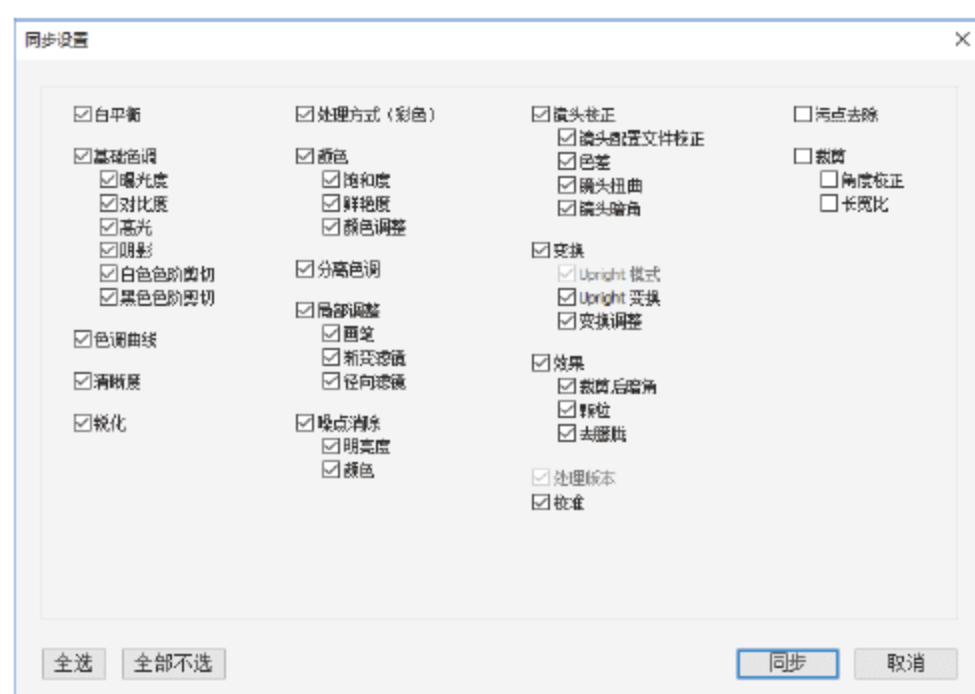 同步设置
白平衡
基础色调
曝光度
对比度
高光
阴影
白色色阶剪切
黑色色阶剪切
色调曲线
清晰度
锐化
处理方式（彩色）
颜色
饱和度
鲜艳度
颜色调整
分离色调
局部调整
画笔
渐变滤镜
径向滤镜
噪点消除
明亮度
颜色
镜头校正
镜头配置文件校正
色差
镜头扭曲
镜头暗角
变换
Upright 模式
Upright 变换
变换调整
效果
裁剪后暗角
颗粒
去朦胧
处理版本
校准
污点去除
裁剪
角度校正
长宽比
全选
全部不选
同步
取消